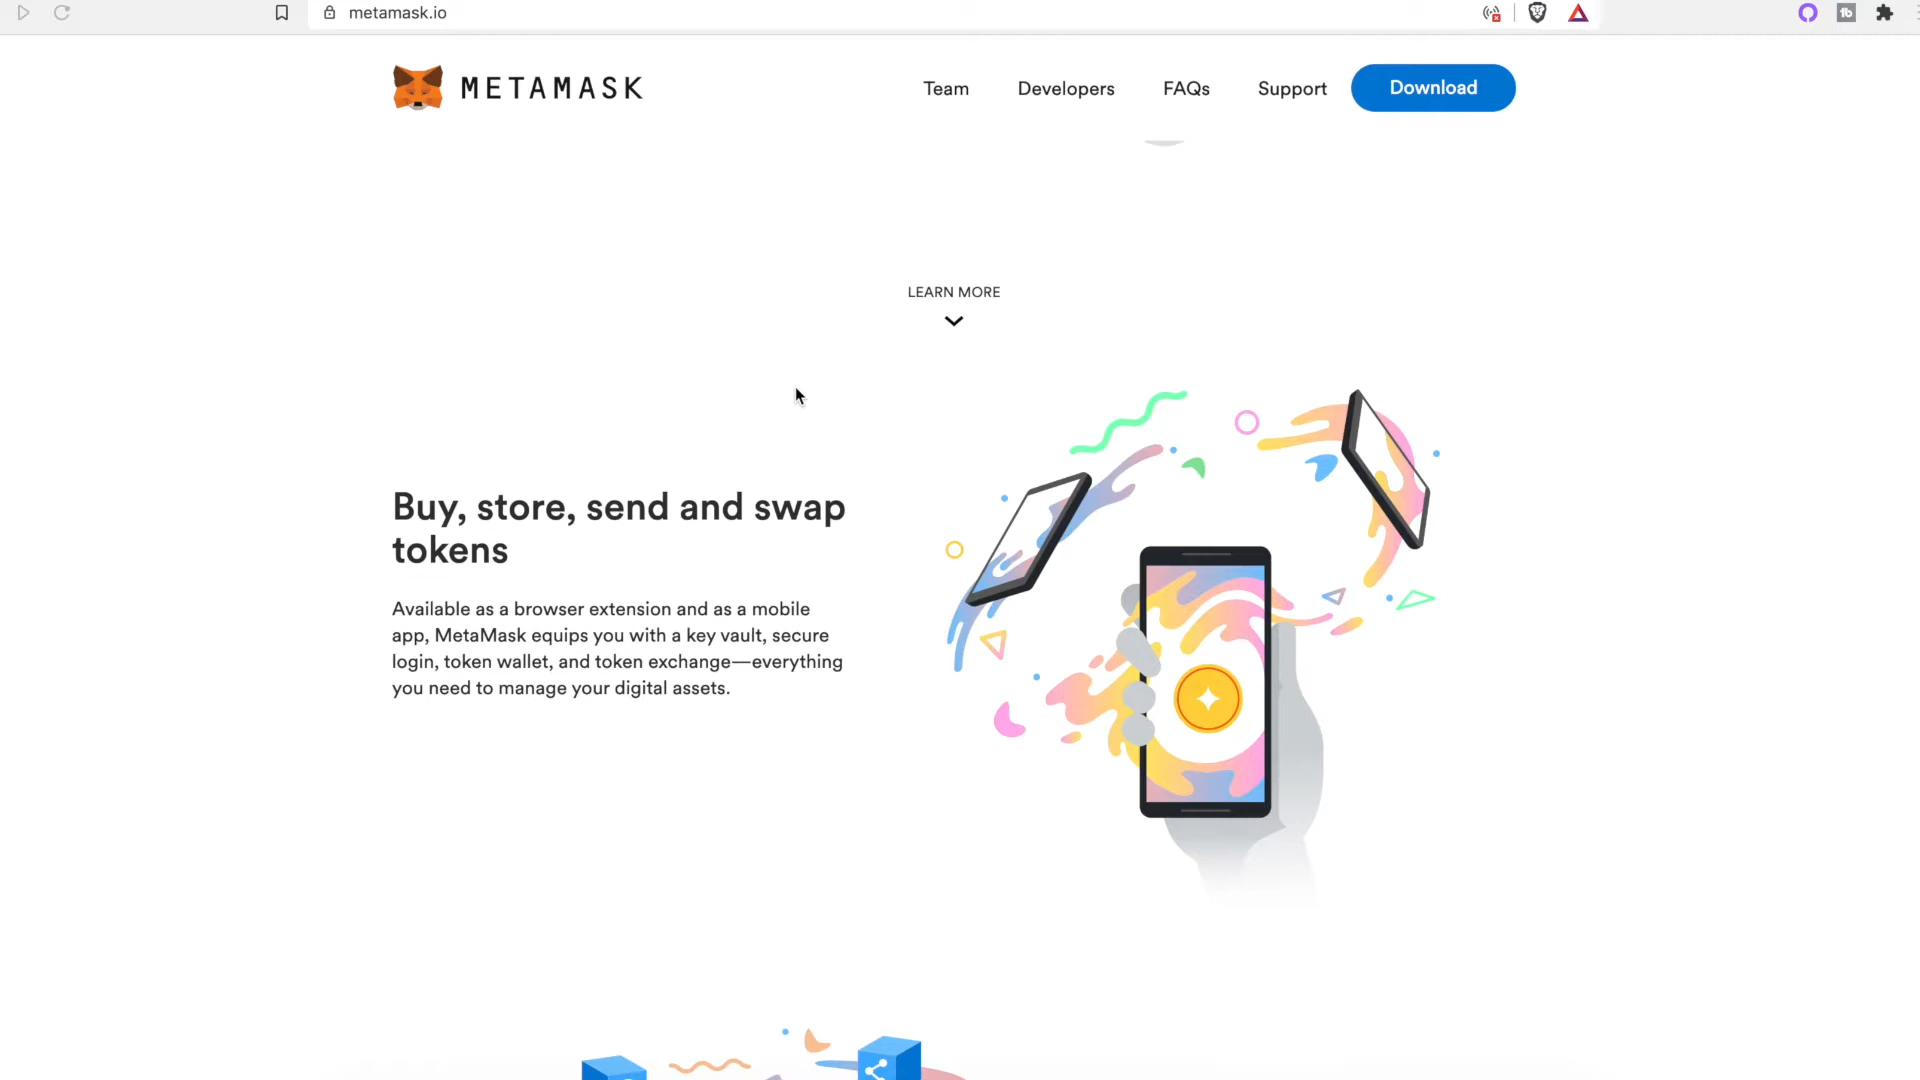 metamask.io
METAMASK
Team
Developers
FAQs
Support
Download
LEARN MORE
Buy, store, send and swap
tokens
Available as a browser extension and as a mobile
app, MetaMask equips you with a key vault, secure
login, token wallet, and token exchange—everything
you need to manage your digital assets.